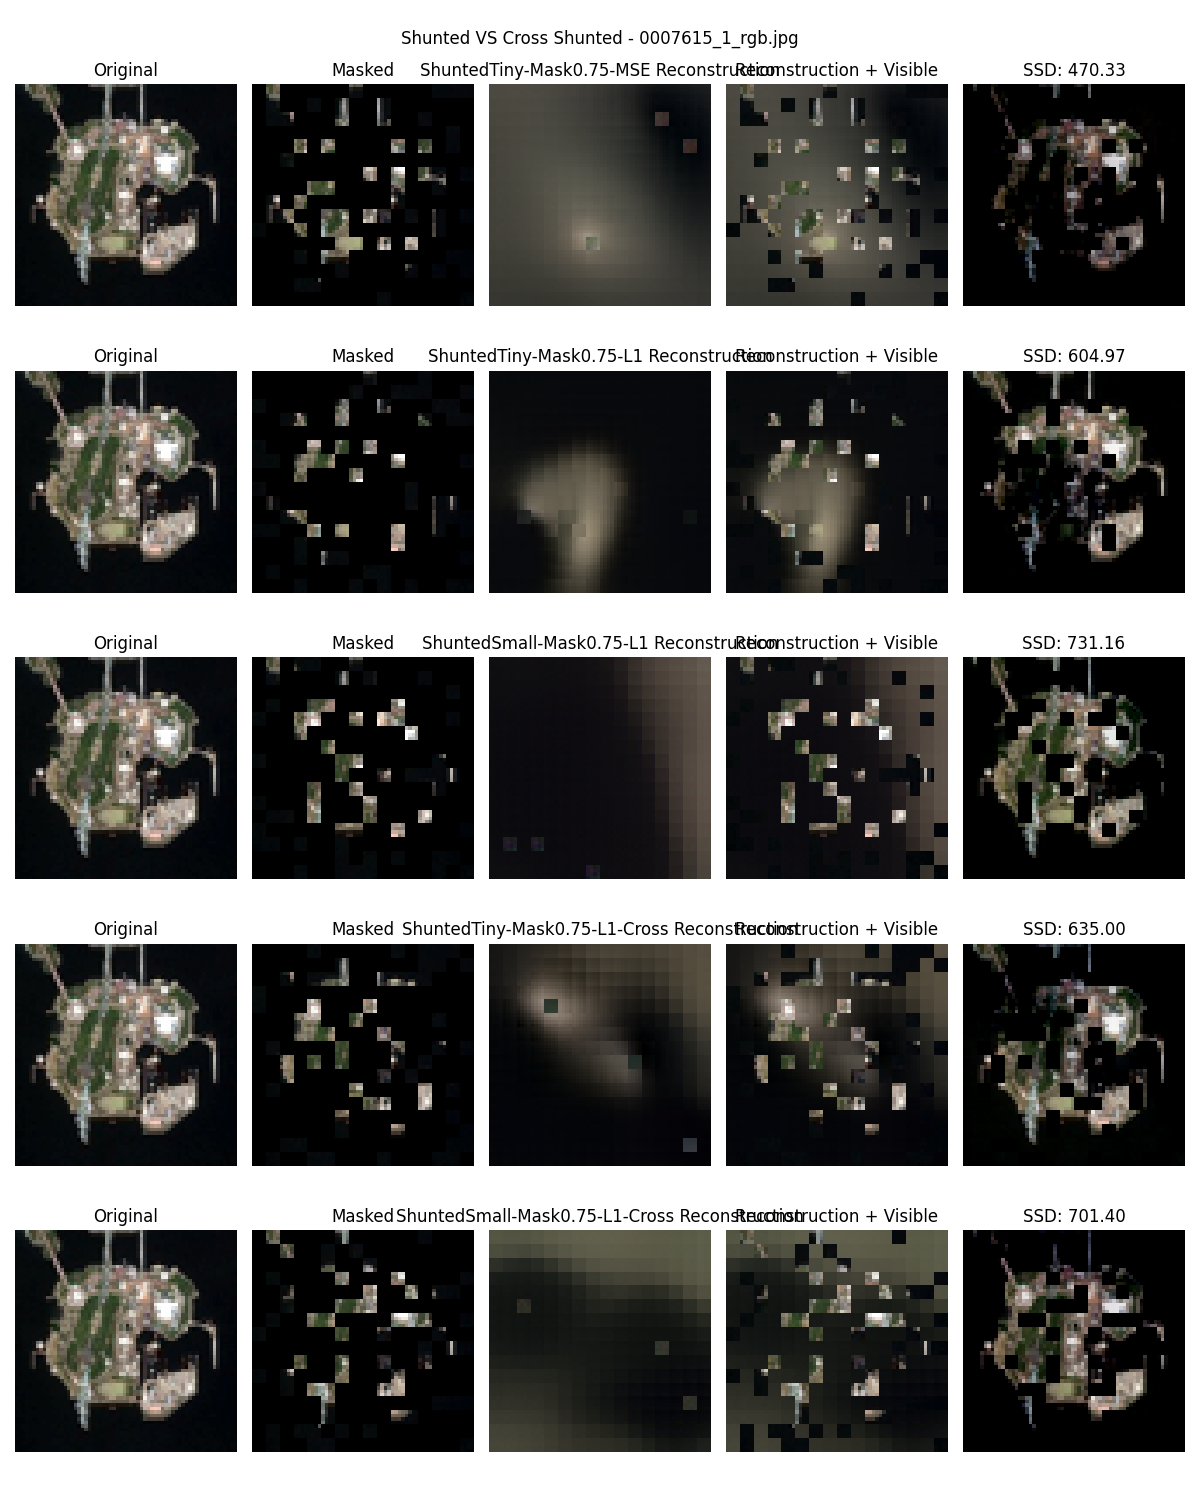 Shunted VS Cross Shunted - 0007615_1_rgb.jpg
Original Masked ShuntedTiny-Mask0.75-MSE Reconstruction Reconstruction + Visible SSD: 470.33
Original Masked ShuntedTiny-Mask0.75-L1 Reconstruction Reconstruction + Visible SSD: 604.97
Original Masked ShuntedSmall-Mask0.75-L1 Reconstruction Reconstruction + Visible SSD: 731.16
Original Masked ShuntedTiny-Mask0.75-L1-Cross Reconstruction Reconstruction + Visible SSD: 635.00
Original Masked ShuntedSmall-Mask0.75-L1-Cross Reconstruction Reconstruction + Visible SSD: 701.40